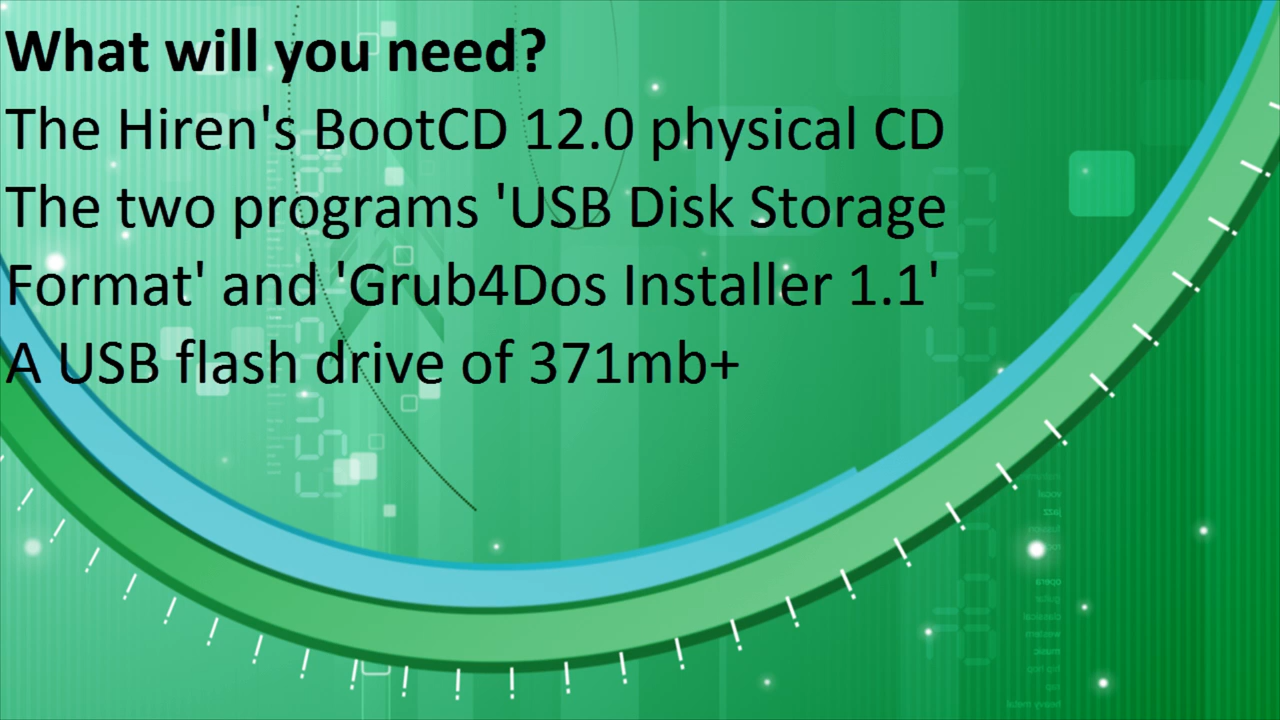 What will you need?
The Hiren's BootCD 12.0 physical CD
The two programs 'USB Disk Storage
Format' and 'Grub4Dos Installer 1.1'
A USB flash drive of 371mb+